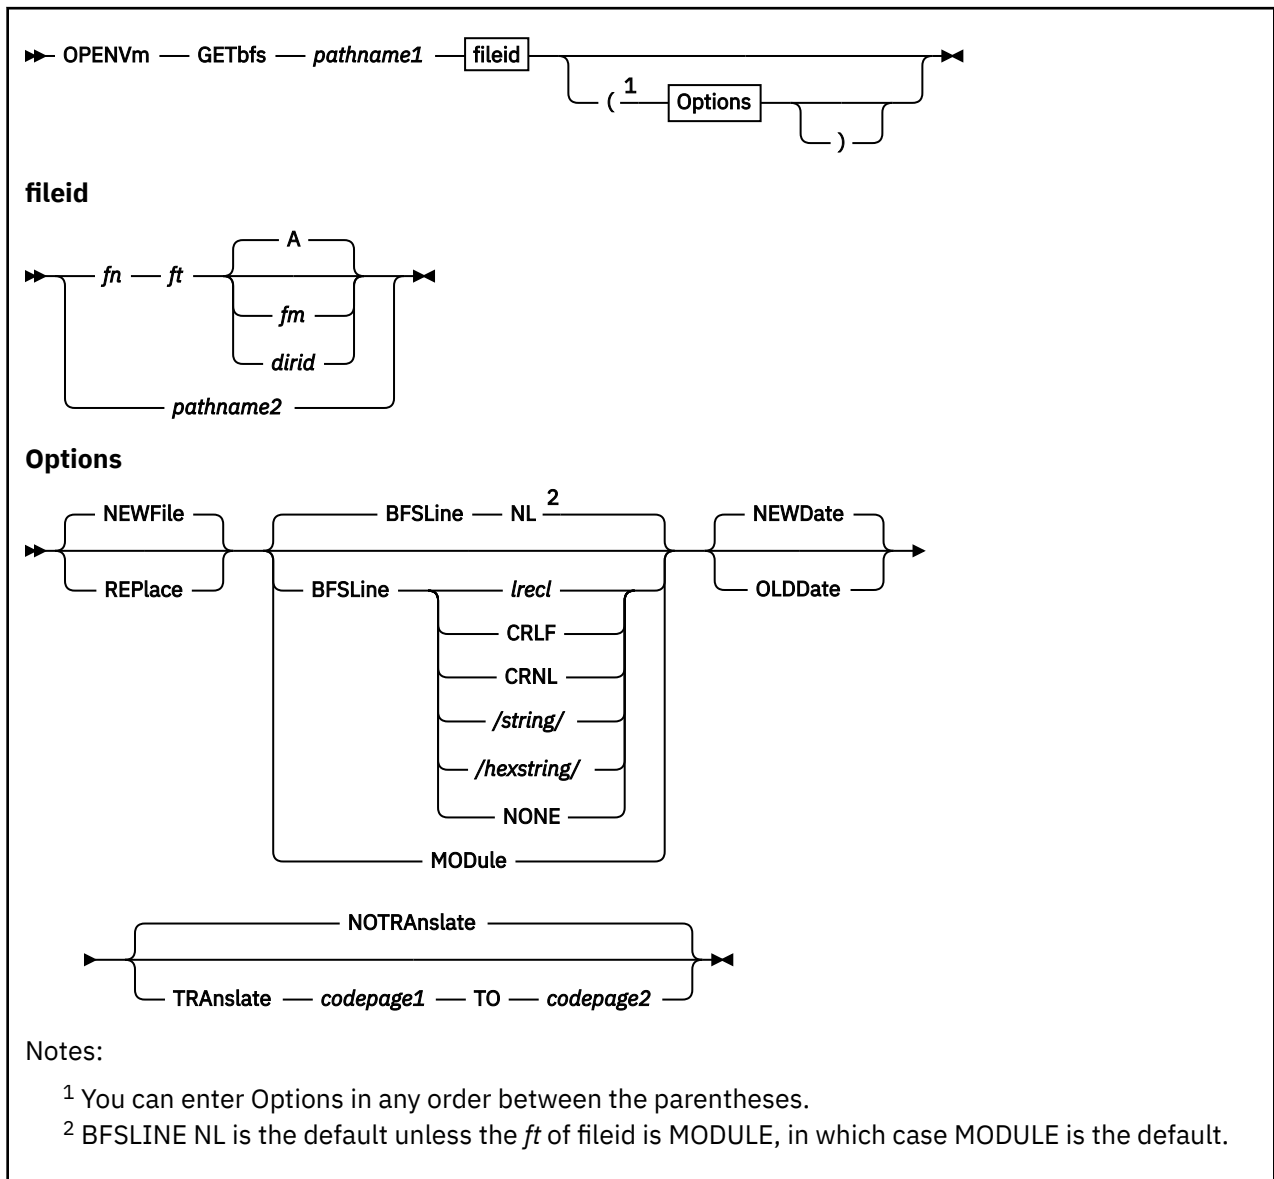 OPENVm GETbfs pathname1 fileid
( 1 Options
)
fileid
A
fn ft
fm
dirid
pathname2
Options
NEWFile BFSLine NL 2 NEWDate
REPlace BFSLine lrecl OLDDate
CRLF
CRNL
/string/
/hexstring/
NONE
MODule
NOTRAnslate
TRAnslate codepage1 TO codepage2
Notes:
1 You can enter Options in any order between the parentheses.
2 BFSLINE NL is the default unless the ft of fileid is MODULE, in which case MODULE is the default.